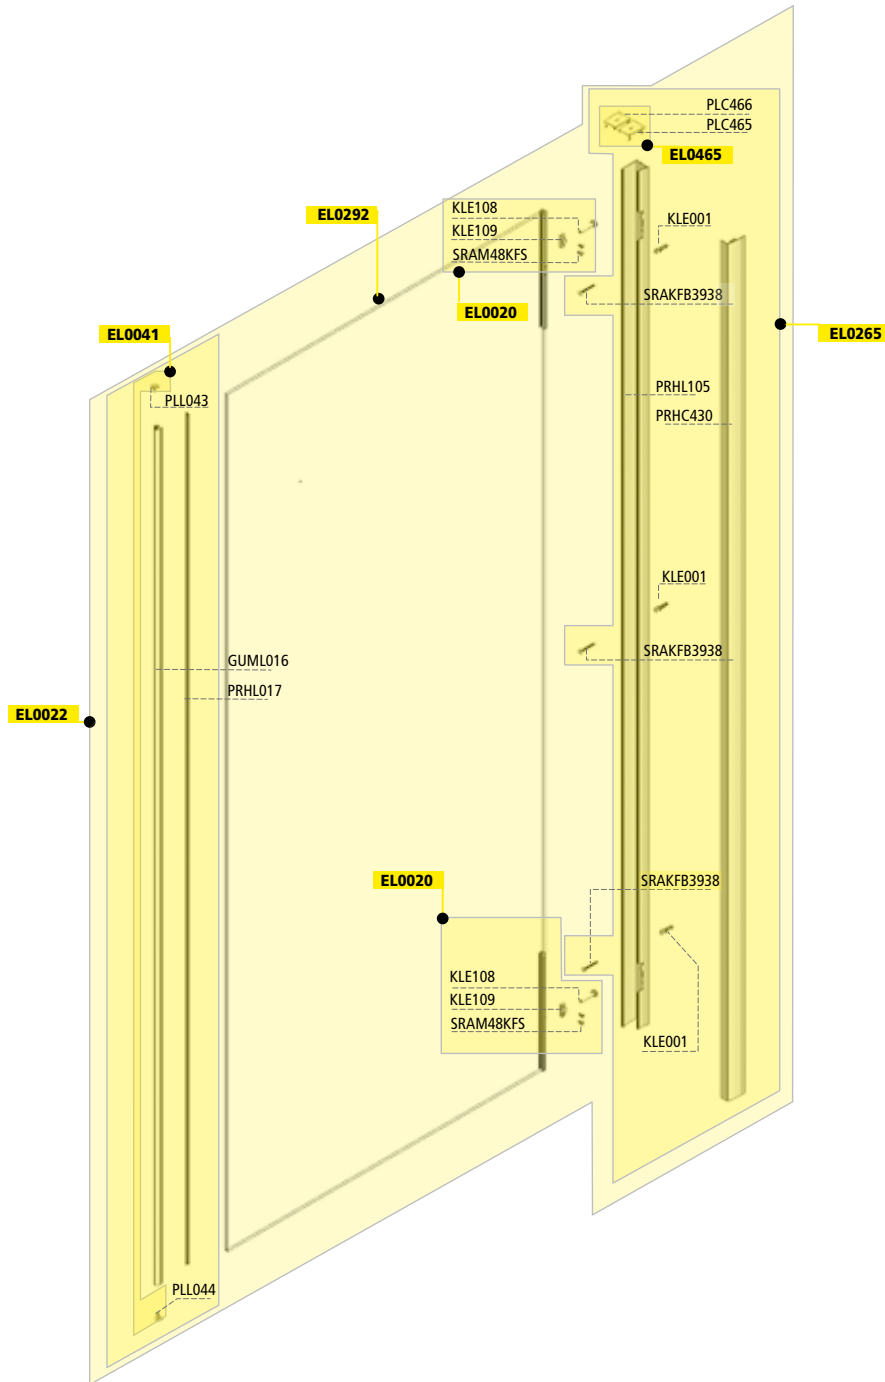 PLC466
PLC465
EL0465
EL0292
KLE108
KLE109
SRAM48KFS
KLE001
EL0020
SRAKFB3938
EL0041
EL0265
PLL043
PRHL105
PRHC430
KLE001
SRAKFB3938
GUML016
PRHL017
EL0022
EL0020
SRAKFB3938
KLE108
KLE109
SRAM48KFS
KLE001
PLL044